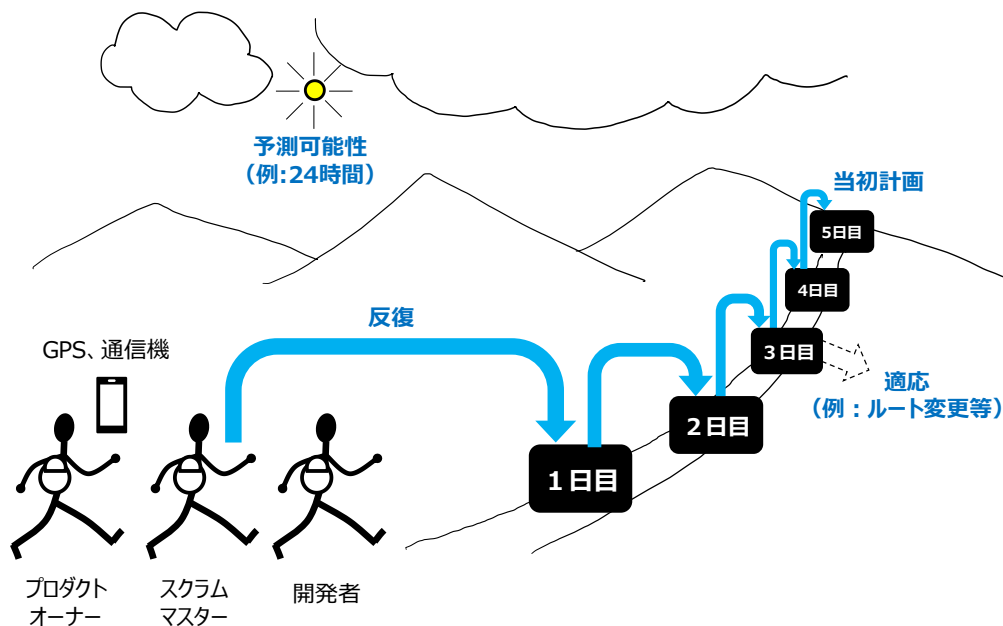 予測可能性
（例:24時間）
当初計画
5日目
4日目
反復
GPS、通信機
３日目
適応
（例：ルート変更等）
２日目
１日目
プロダクト
オーナー
スクラム
マスター
開発者